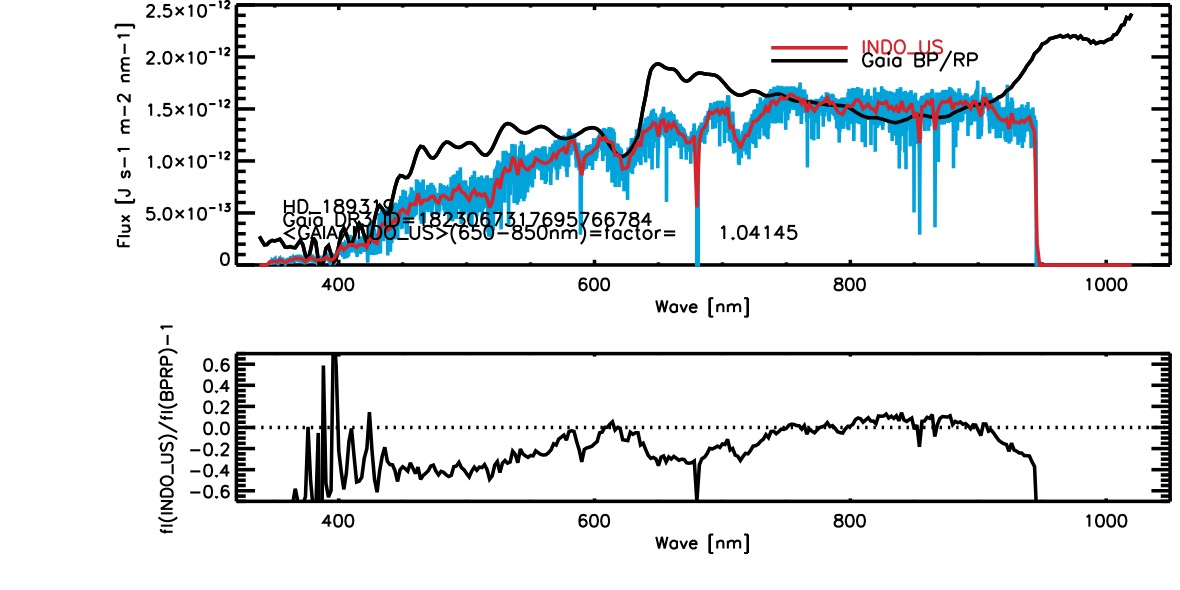 2.5×10−12
2.0×10−12
1.5×10−12
1.0×10−12
5.0×10−13
0
Flux [J s−1 m−2 nm−1]
INDO_US
Gaia BP/RP
HD_189319
Gaia DR3 ID=1823067317695766784
<GAIA/INDO_US>(650−850nm)=factor= 1.04145
400 600 800 1000
Wave [nm]
fl(INDO_US)/fl(BPRP)−1
0.6
0.4
0.2
0.0
−0.2
−0.4
−0.6
400 600 800 1000
Wave [nm]